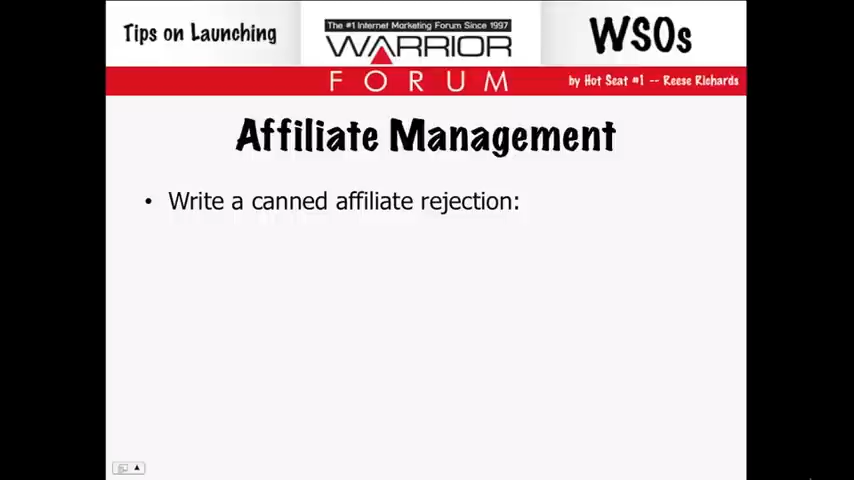 Tips on Launching
The #1 Internet Marketing Forum Since 1997
WARRIOR
FORUM
WSOs
by Hot Seat #1 -- Reese Richards
Affiliate Management
• Write a canned affiliate rejection: